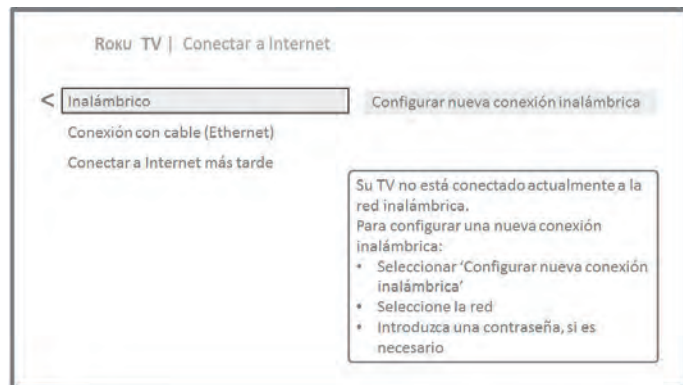 ROKU TV | Conectar a Internet
< Inalámbrico
Configurar nueva conexión inalámbrica
Conexión con cable (Ethernet)
Conectar a Internet más tarde
Su TV no está conectado actualmente a la
red inalámbrica.
Para configurar una nueva conexión
inalámbrica:
• Seleccionar ‘Configurar nueva conexión
inalámbrica’
• Seleccione la red
• Introduzca una contraseña, si es
necesario